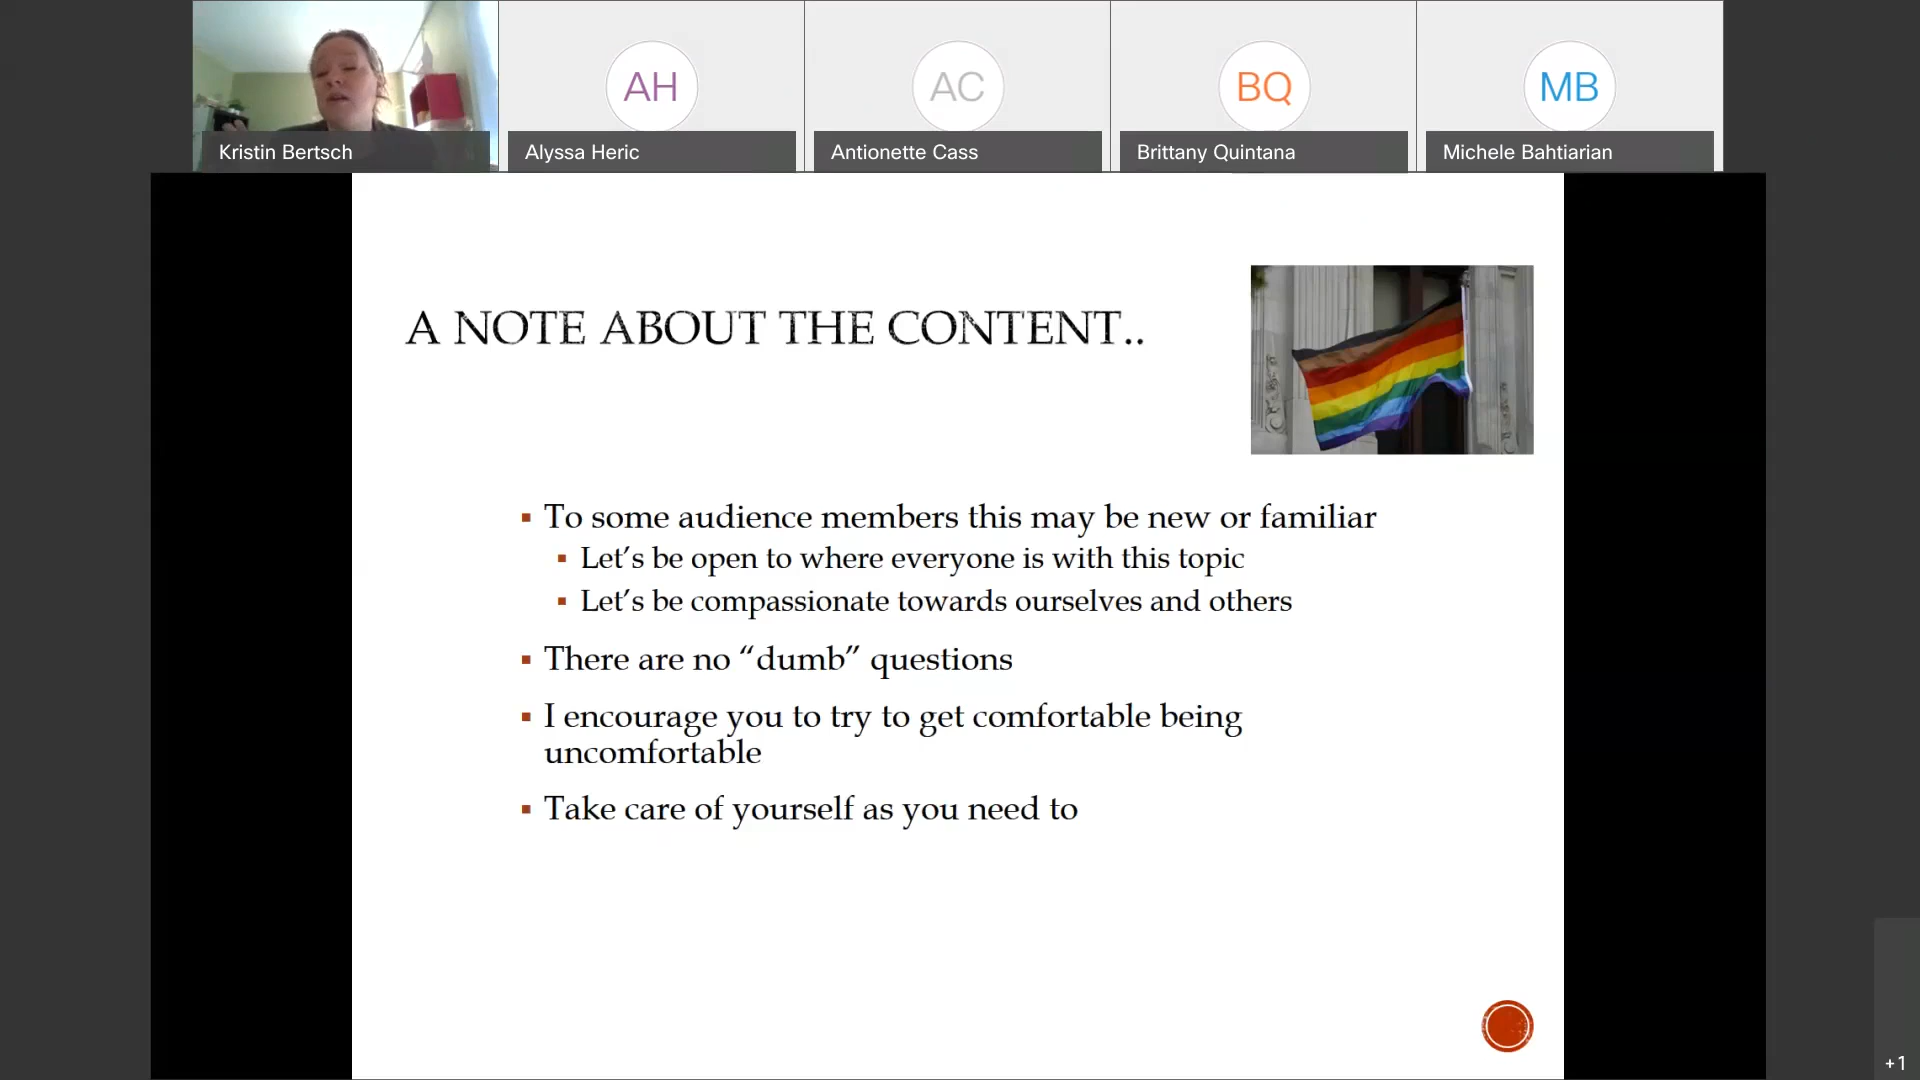 AH
AC
BQ
MB
Kristin Bertsch
Alyssa Heric
Antionette Cass
Brittany Quintana
Michele Bahtiarian
A NOTE ABOUT THE CONTENT..
▪ To some audience members this may be new or familiar
▪ Let’s be open to where everyone is with this topic
▪ Let’s be compassionate towards ourselves and others
▪ There are no “dumb” questions
▪ I encourage you to try to get comfortable being
uncomfortable
▪ Take care of yourself as you need to
+1